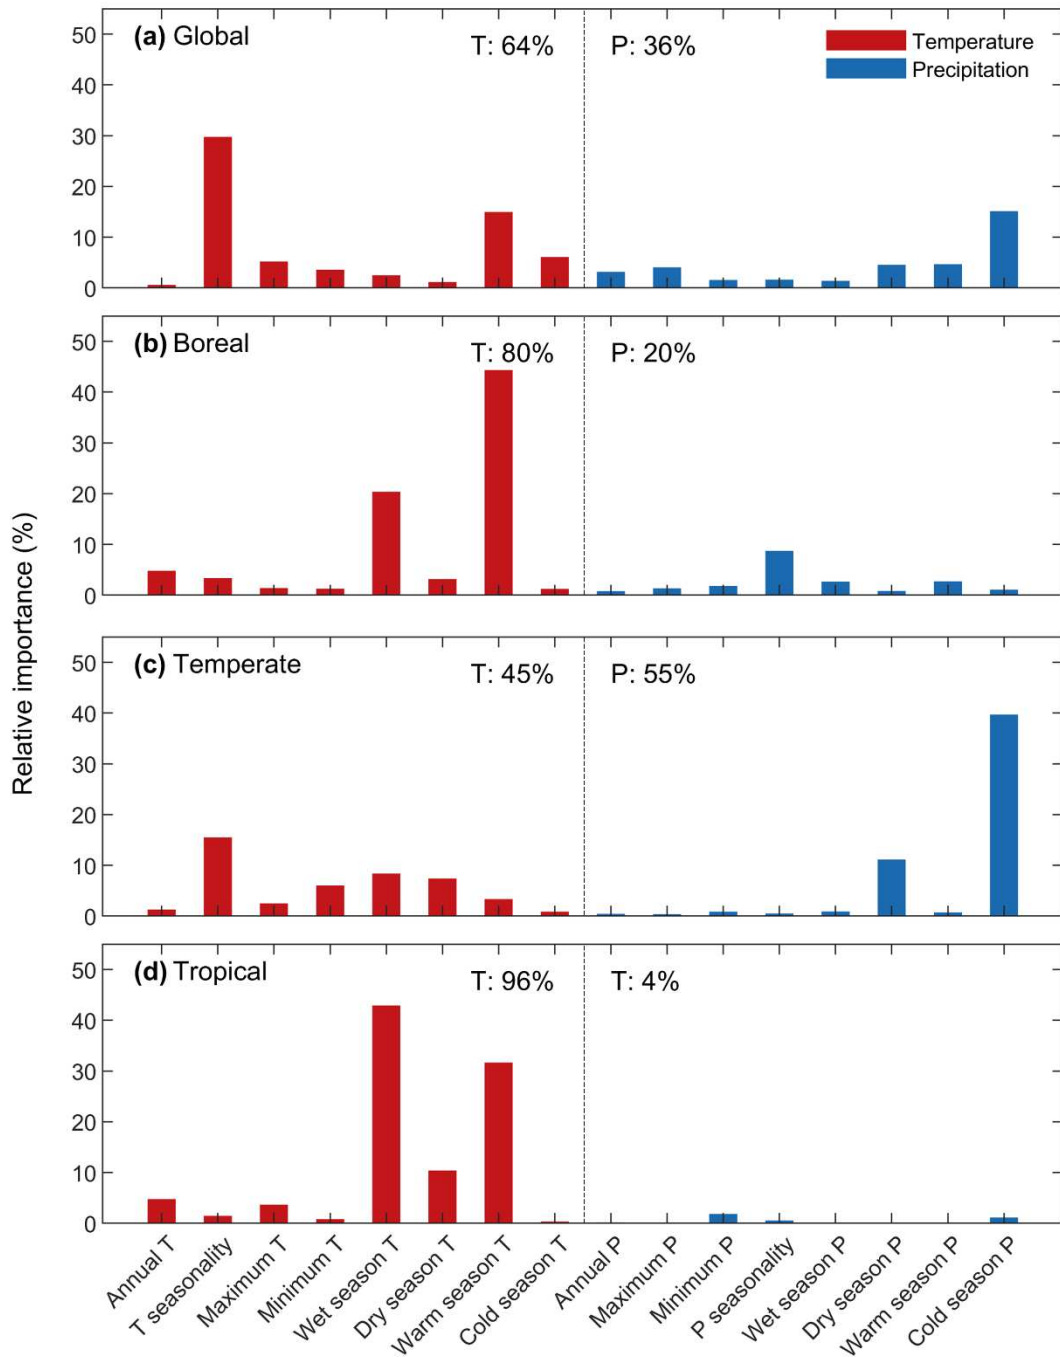 (a) Global
T: 64%
P: 36%
Temperature
Precipitation
50
40
30
20
10
0
(b) Boreal
T: 80%
P: 20%
50
40
30
20
10
0
(c) Temperate
T: 45%
P: 55%
50
40
30
20
10
0
(d) Tropical
T: 96%
T: 4%
50
40
30
20
10
0
Relative importance (%)
Annual T
T seasonality
Maximum T
Minimum T
Wet season T
Dry season T
Warm season T
Cold season T
Annual P
Maximum P
Minimum P
P seasonality
Wet season P
Dry season P
Warm season P
Cold season P